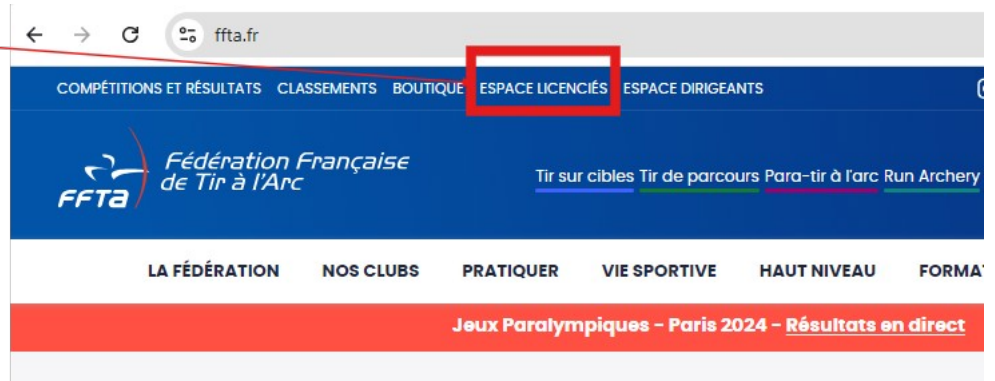 ffta.fr
COMPÉTITIONS ET RÉSULTATS CLASSEMENTS BOUTIQUE ESPACE LICENCIÉS ESPACE DIRIGEANTS
Fédération Française
de Tir à l'Arc
FFTA
Tir sur cibles Tir de parcours Para-tir à l'arc Run Archery
LA FÉDÉRATION NOS CLUBS PRATIQUER VIE SPORTIVE HAUT NIVEAU FORMAT
Jeux Paralympiques - Paris 2024 - Résultats en direct